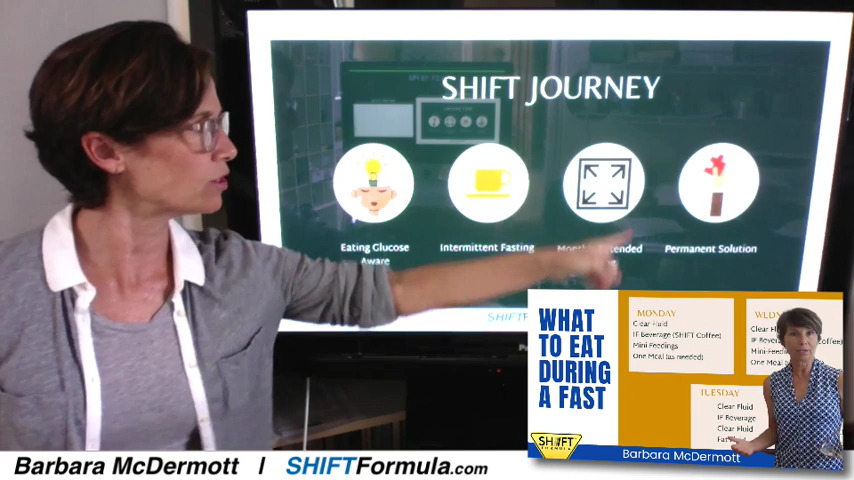 SHIFT JOURNEY
Eating Glucose
Aware
Intermittent Fasting
Permanent Solution
SHIFT
WHAT
TO EAT
DURING
A FAST
MONDAY
Clear Fluid
IF Beverage (SHIFT Coffee)
Mini Feedings
One Meal (as needed)
TUESDAY
Clear Fluid
IF Beverage
Clear Fluid
SHIFT
FORMULA
Barbara McDermott
Barbara McDermott | SHIFTFormula.com